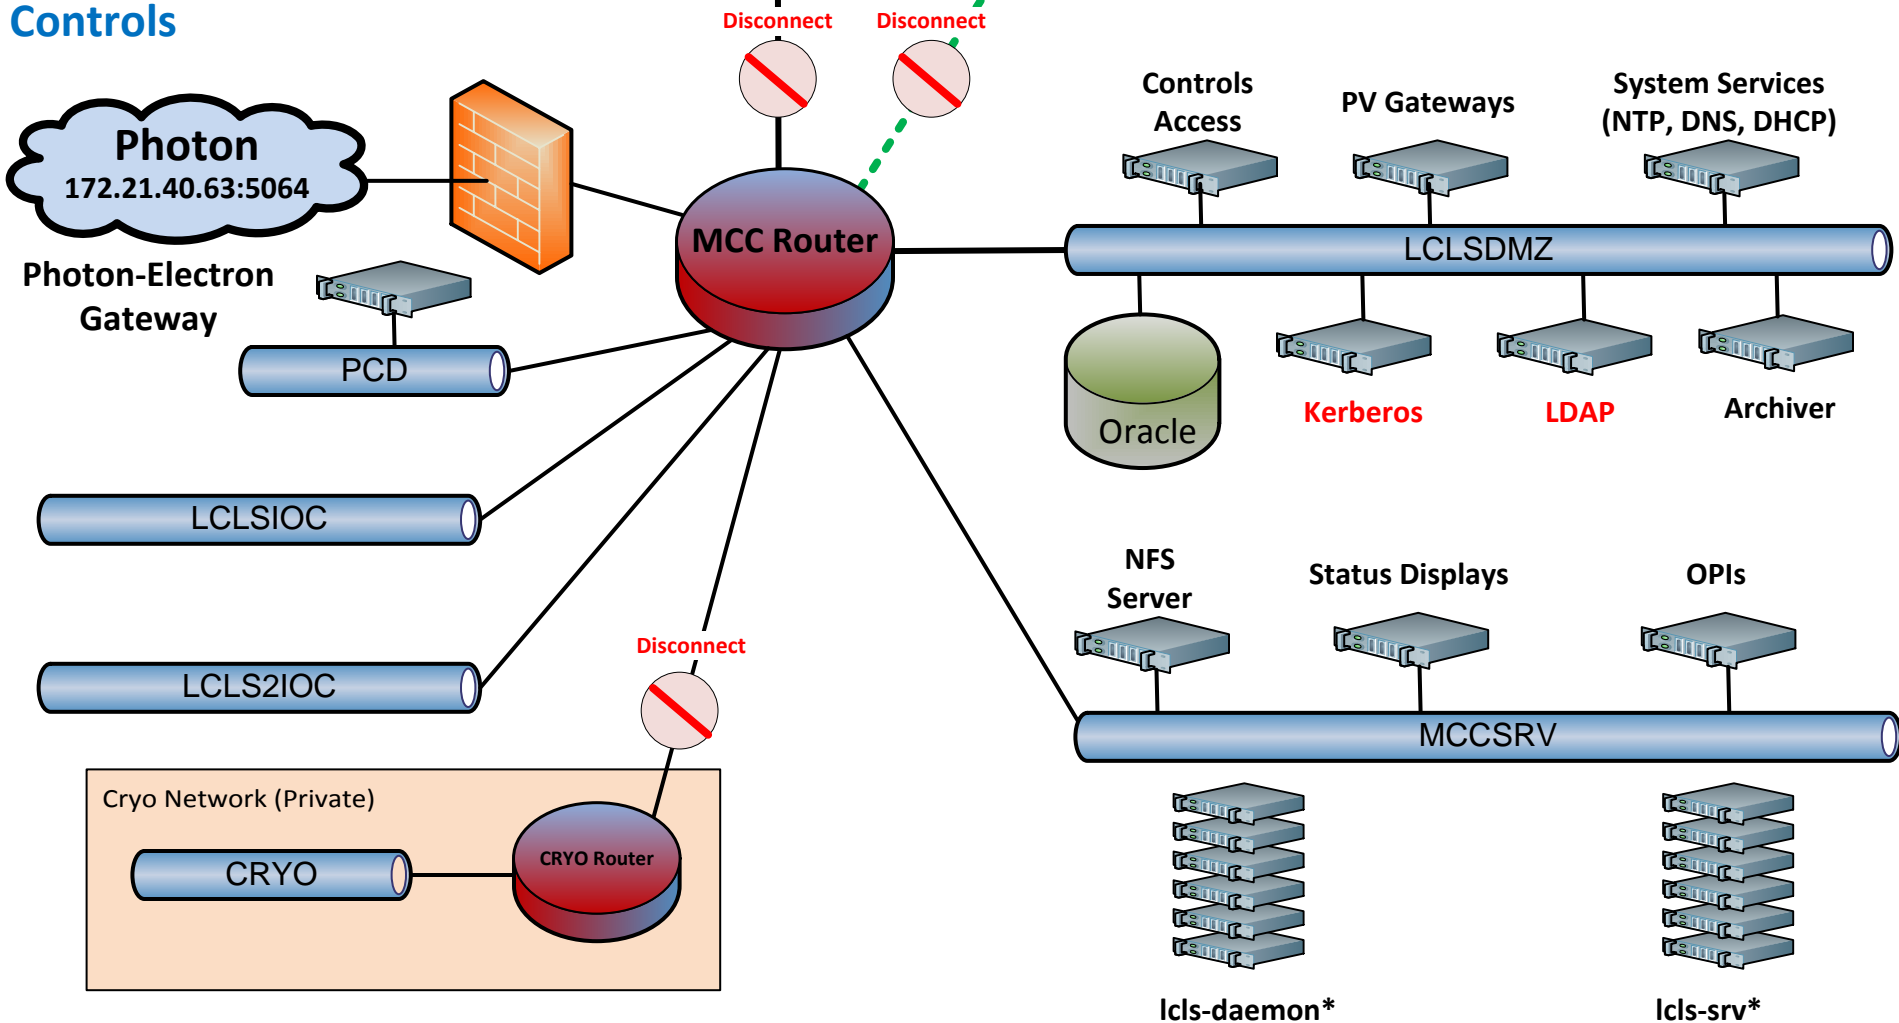 Controls
Disconnect
Disconnect
Photon
172.21.40.63:5064
Photon-Electron
Gateway
PCD
MCC Router
Controls
Access
PV Gateways
System Services
(NTP, DNS, DHCP)
LCLSDMZ
Oracle
Kerberos
LDAP
Archiver
LCLSIOC
LCLS2IOC
Disconnect
Cryo Network (Private)
CRYO
CRYO Router
NFS
Server
Status Displays
OPIs
MCCSRV
lcls-daemon*
lcls-srv*